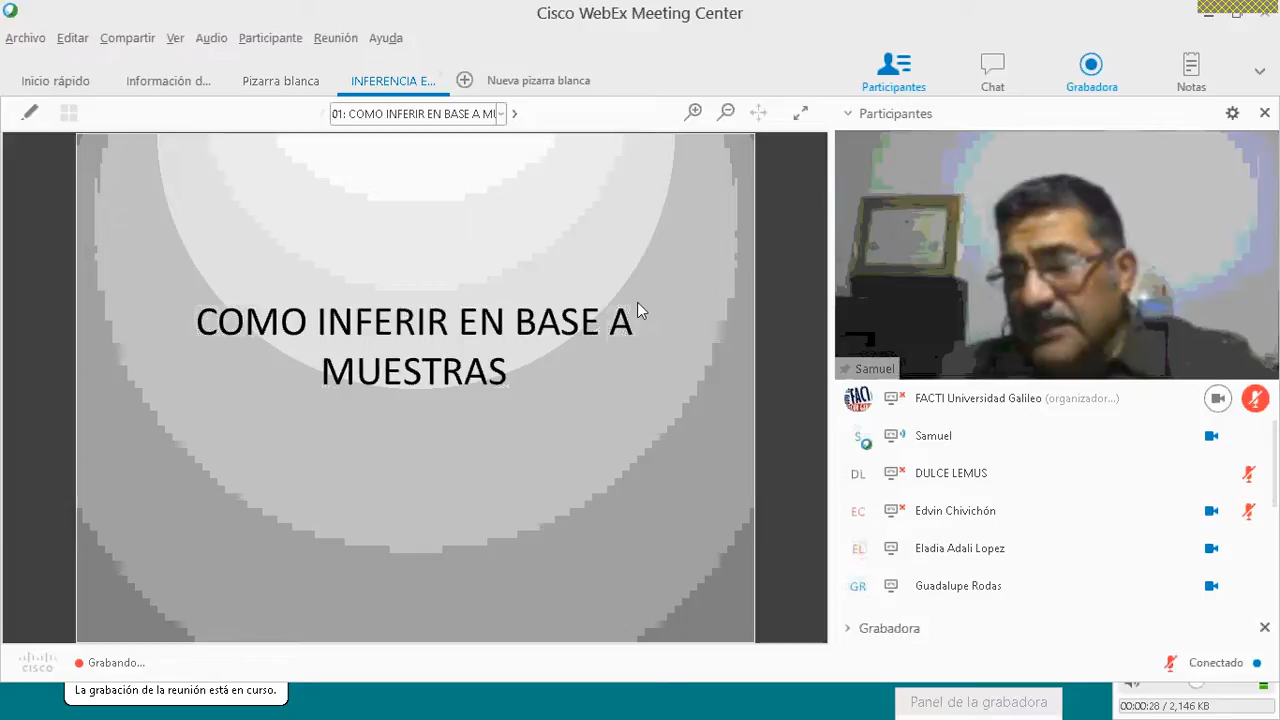 Cisco WebEx Meeting Center
Archivo Editar Compartir Ver Audio Participante Reunión Ayuda
Participantes Chat Grabadora Notas
Inicio rápido Información d... Pizarra blanca INFERENCIA E... Nueva pizarra blanca
01: COMO INFERIR EN BASE A MU
Participantes
COMO INFERIR EN BASE A
MUESTRAS
Samuel
FACTI Universidad Galileo (organizador...)
S Samuel
DL DULCE LEMUS
EC Edwin Chivichón
EL Eladia Adali Lopez
GR Guadalupe Rodas
Grabadora
cisco
Grabando...
Conectado
La grabación de la reunión está en curso.
Panel de la grabadora
00:00:28 / 2,146 KB